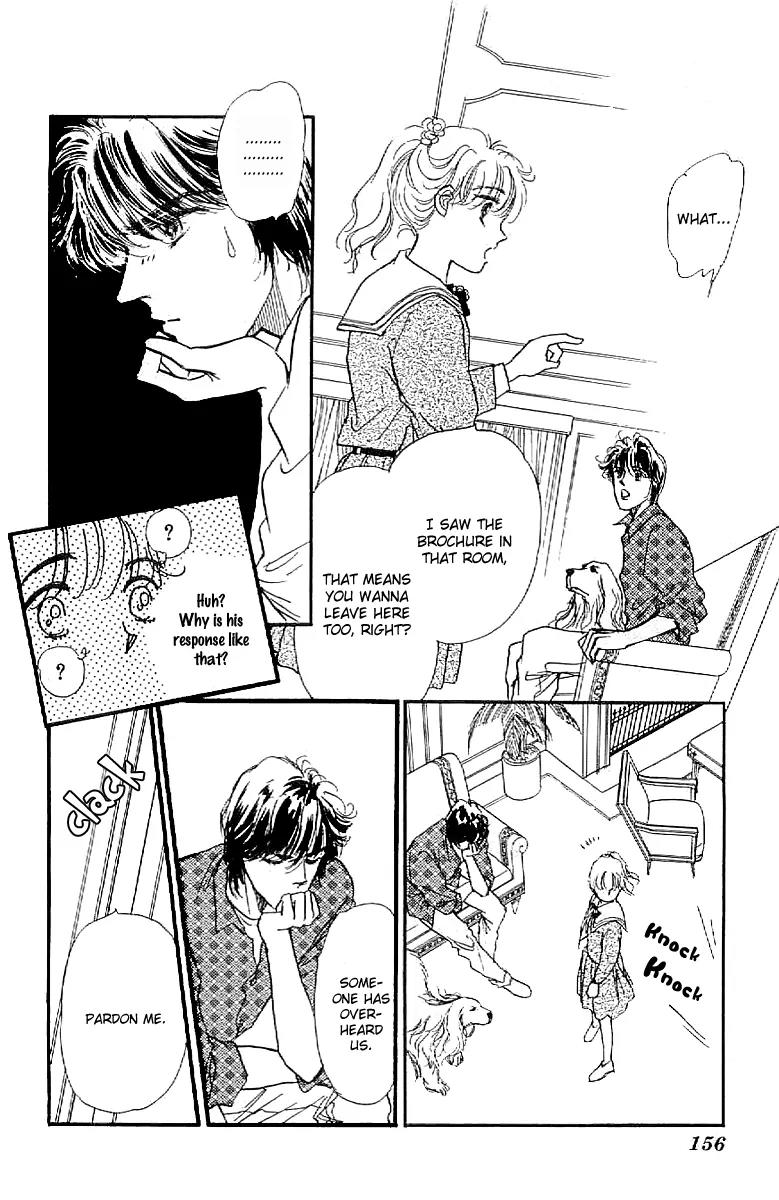 WHAT...
I SAW THE
BROCHURE IN
THAT ROOM,
THAT MEANS
YOU WANNA
LEAVE HERE
TOO, RIGHT?
........
........
........
?
Huh?
Why is his
response like
that?
?
Knock
Knock
SOME-
ONE HAS
OVER-
HEARD
US.
clack
PARDON ME.
156